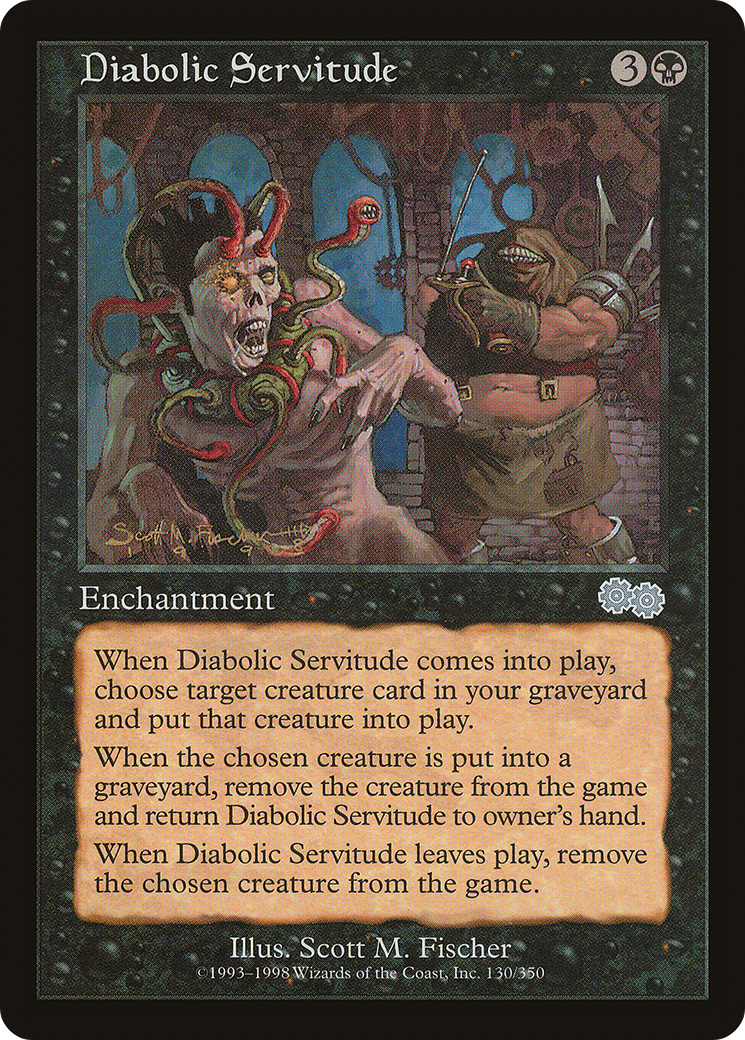 Diabolic Servitude 3
Scott M. Fischer
1998
Enchantment
When Diabolic Servitude comes into play,
choose target creature card in your graveyard
and put that creature into play.
When the chosen creature is put into a
graveyard, remove the creature from the game
and return Diabolic Servitude to owner's hand.
When Diabolic Servitude leaves play, remove
the chosen creature from the game.
Illus. Scott M. Fischer
©1993–1998 Wizards of the Coast, Inc. 130/350